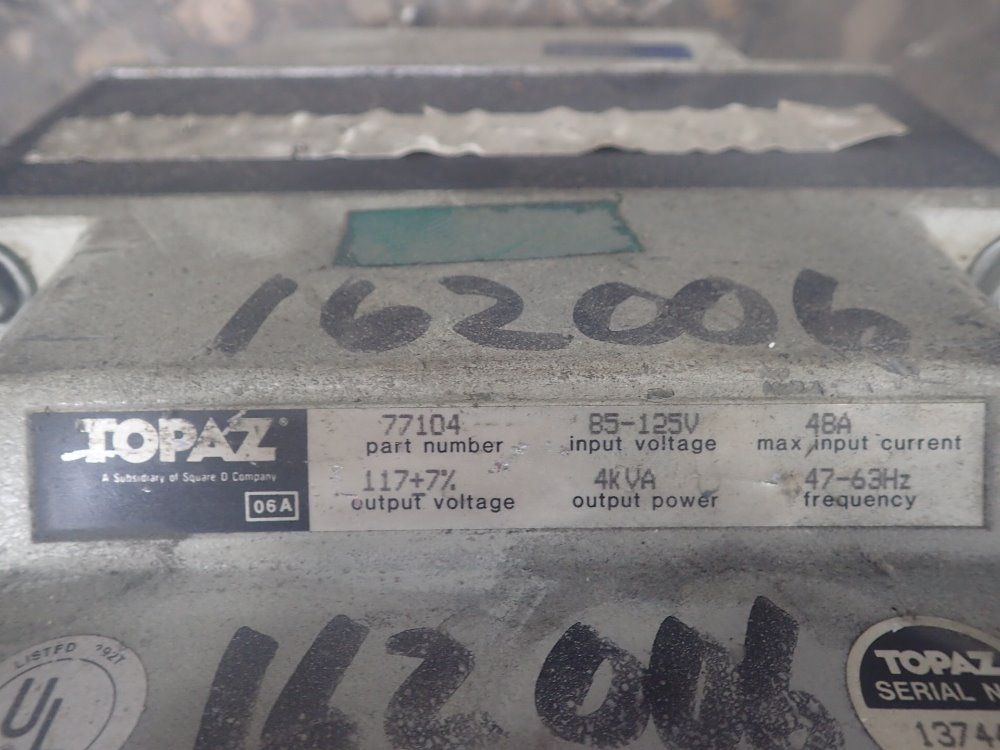 162006
TOPAZ®
A Subsidiary of Square D Company
06A
77104
part number
85-125V
input voltage
48A
max input current
117+7%
output voltage
4kVA
output power
47-63Hz
frequency
162006
LISTED 992T
UL
TOPAZ
SERIAL N
1374